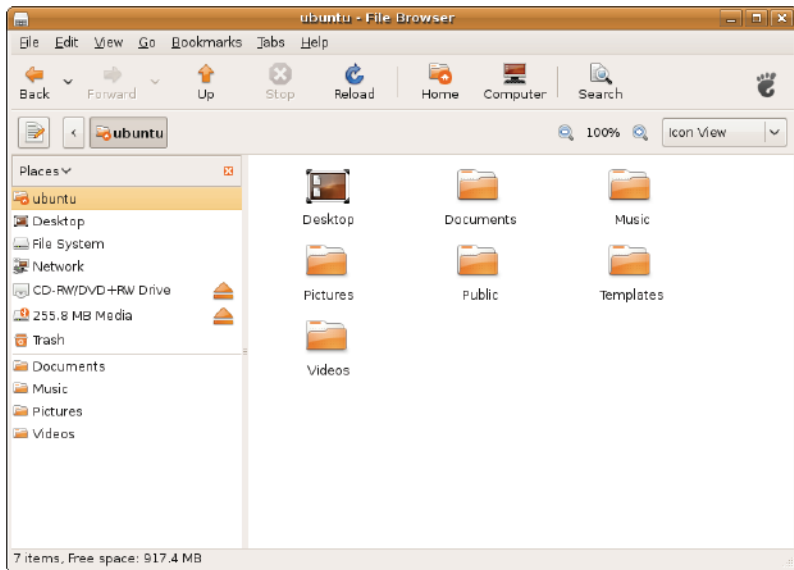 ubuntu - File Browser
File Edit View Go Bookmarks Tabs Help
Back Forward Up Stop Reload Home Computer Search
ubuntu 100% Icon View
Places
ubuntu
Desktop
File System
Network
CD-RW/DVD+RW Drive
255.8 MB Media
Trash
Documents
Music
Pictures
Videos
Desktop Documents Music
Pictures Public Templates
Videos
7 items, Free space: 917.4 MB